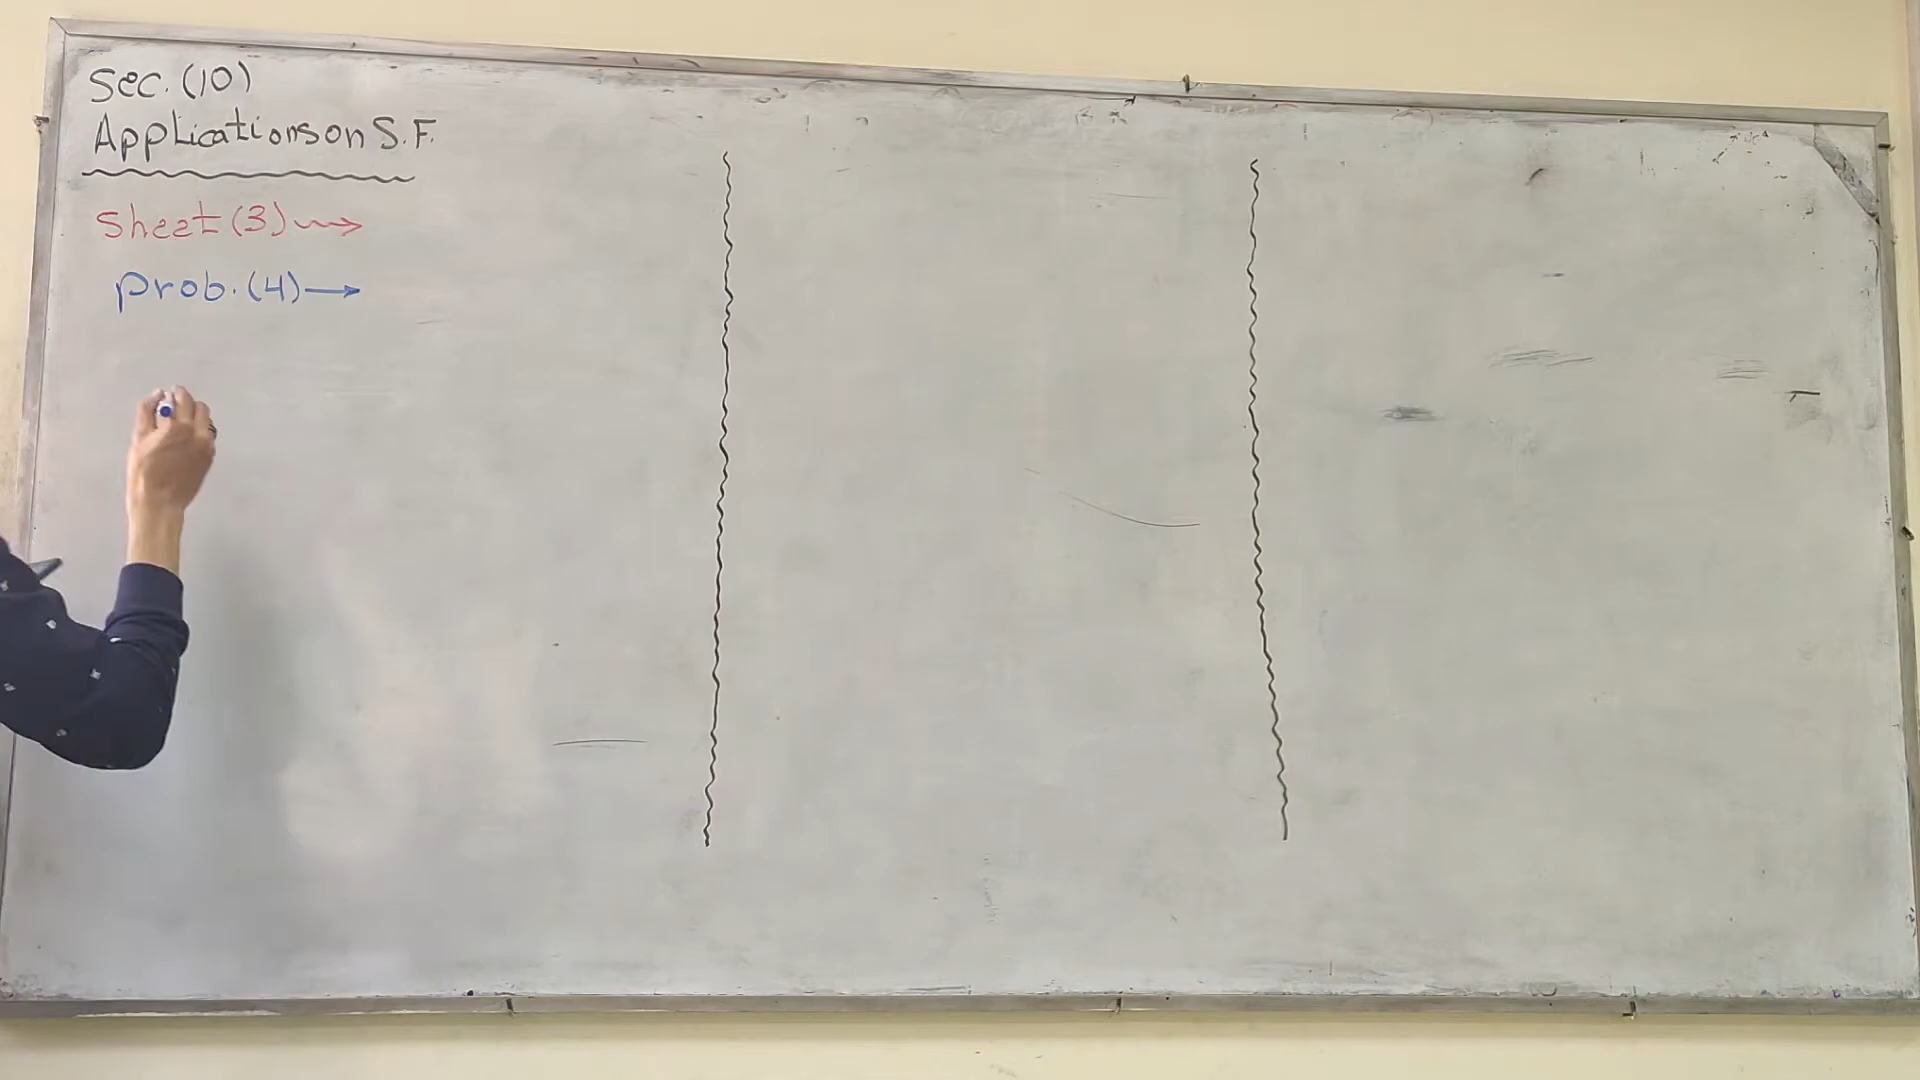 Sec. (10)
Applications on S.F.
Sheet (3)
prob. (4) →